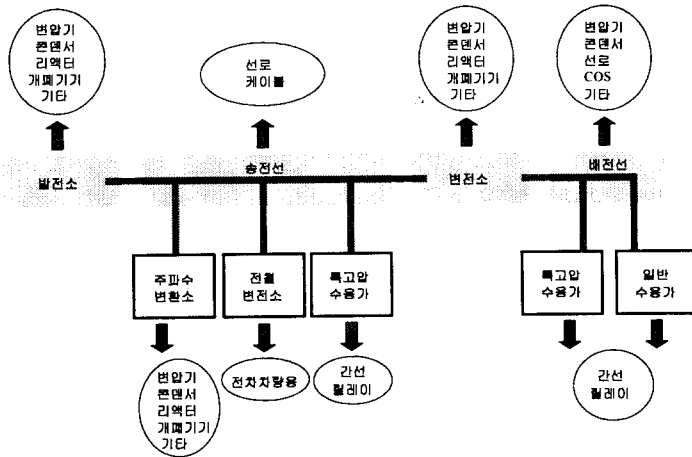 변압기
콘덴서
리액터
개폐기기
기타
선로
케이블
변압기
콘덴서
리액터
개폐기기
기타
변압기
콘덴서
선로
COS
기타
발전소
송전선
변전소
배전선
주파수
변환소
전철
변전소
특고압
수용가
특고압
수용가
일반
수용가
변압기
콘덴서
리액터
개폐기기
기타
전차차량용
간선
릴레이
간선
릴레이